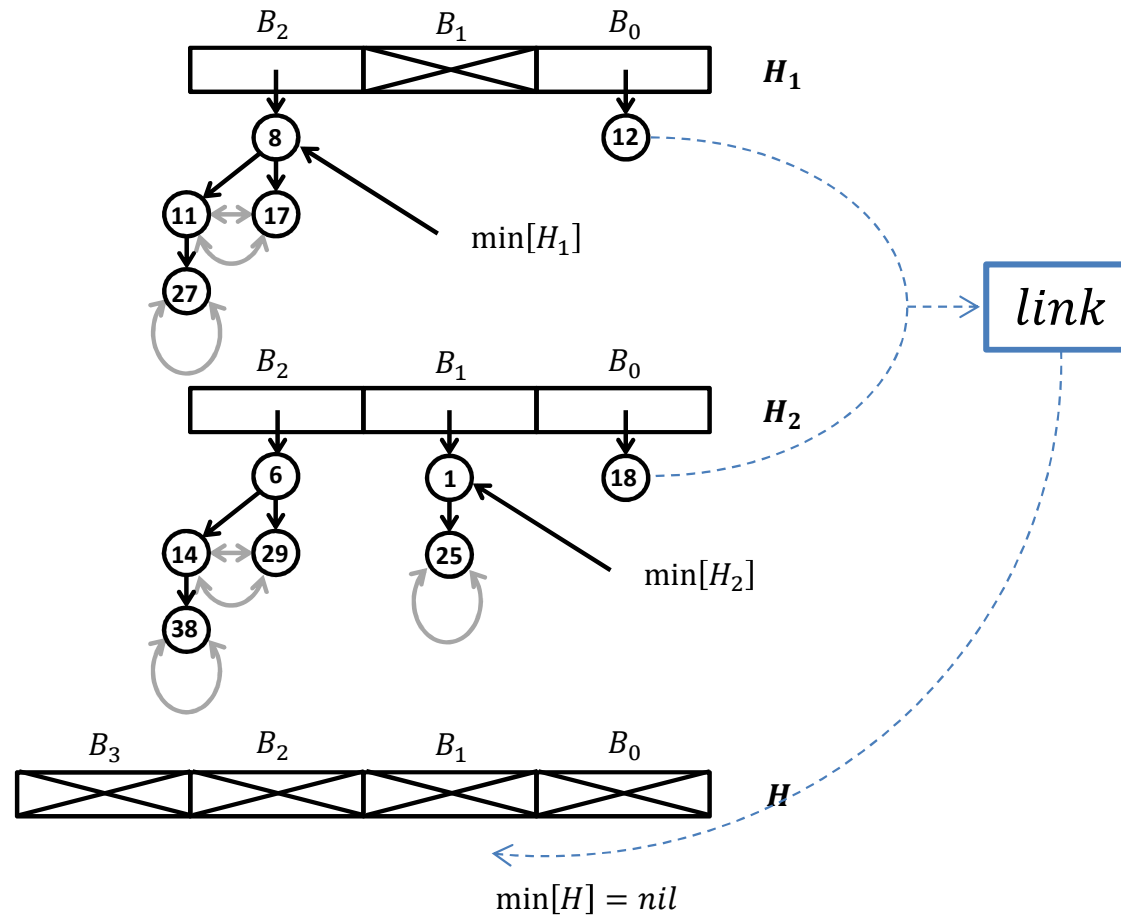 B₂ B₁ B₀
H₁
8 12
11 17
min[H₁]
27
link
B₂ B₁ B₀
H₂
6 1 18
14 29 25
min[H₂]
38
B₃ B₂ B₁ B₀
H
min[H] = nil